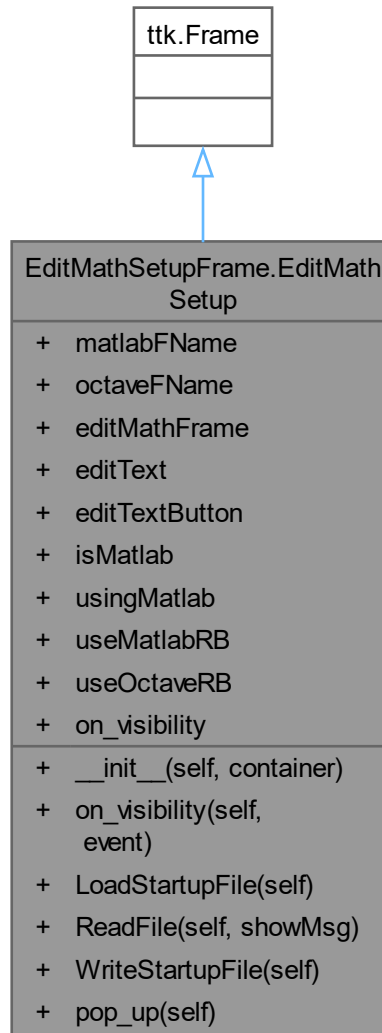 ttk.Frame
EditMathSetupFrame.EditMath
Setup
+ matlabFName
+ octaveFName
+ editMathFrame
+ editText
+ editTextButton
+ isMatlab
+ usingMatlab
+ useMatlabRB
+ useOctaveRB
+ on_visibility
+ __init__(self, container)
+ on_visibility(self,
event)
+ LoadStartupFile(self)
+ ReadFile(self, showMsg)
+ WriteStartupFile(self)
+ pop_up(self)